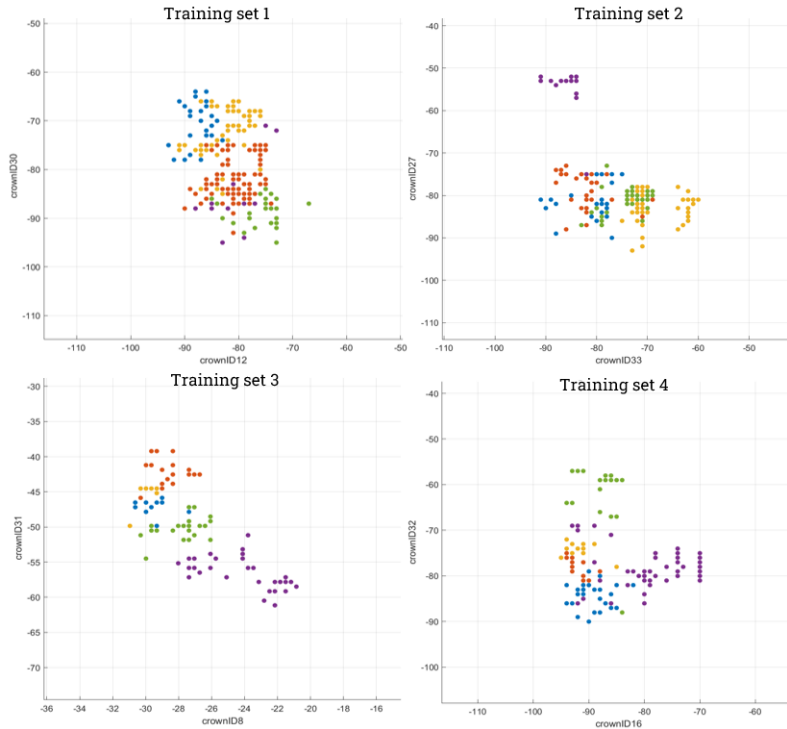 Training set 1
-50
-60
-70
-80
-90
-100
-110
crownID30
-110 -100 -90 -80 -70 -60 -50
crownID12
Training set 2
-40
-50
-60
-70
-80
-90
-100
-110
crownID27
-110 -100 -90 -80 -70 -60 -50
crownID33
Training set 3
-30
-35
-40
-45
-50
-55
-60
-65
-70
crownID31
-36 -34 -32 -30 -28 -26 -24 -22 -20 -18 -16
crownID8
Training set 4
-40
-50
-60
-70
-80
-90
-100
crownID32
-110 -100 -90 -80 -70 -60
crownID16